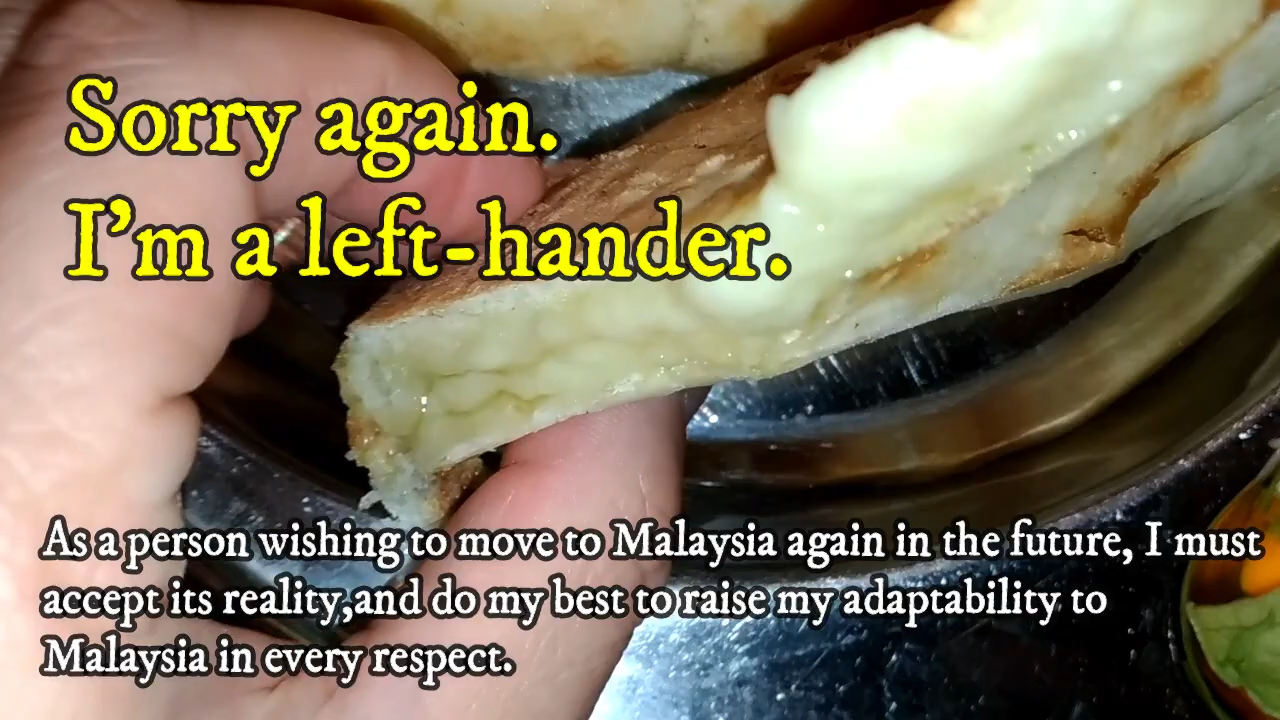 Sorry again.
I'm a left-hander.
As a person wishing to move to Malaysia again in the future, I must
accept its reality,and do my best to raise my adaptability to
Malaysia in every respect.